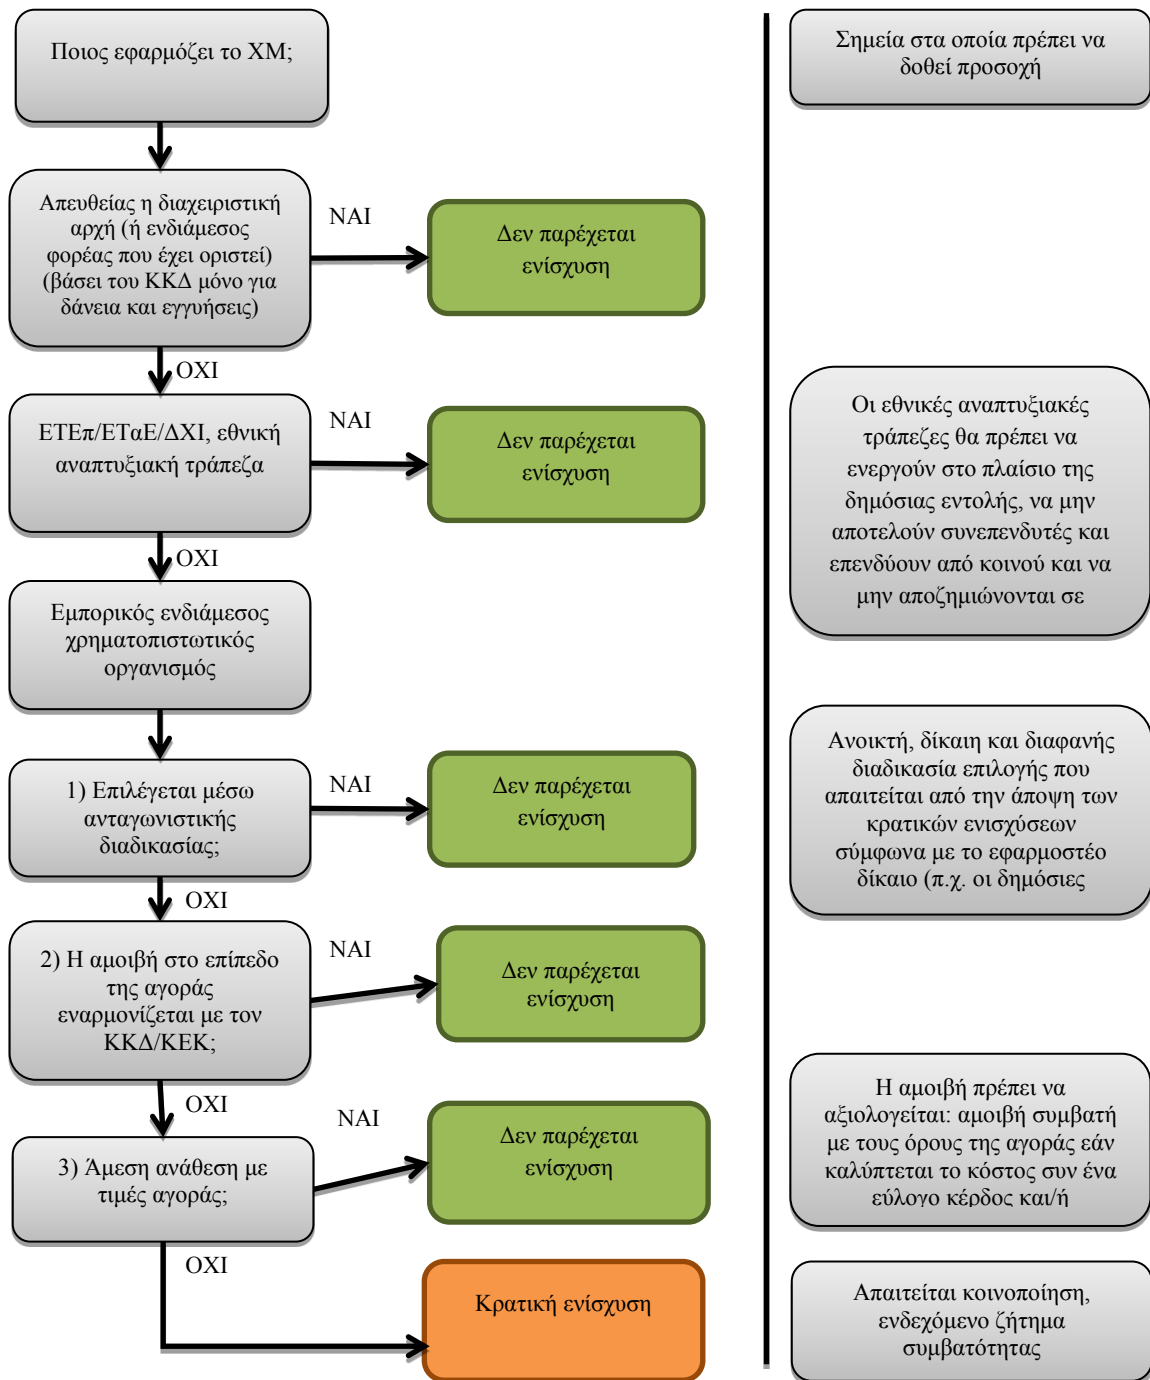 Ποιος εφαρμόζει το ΧΜ;
Σημεία στα οποία πρέπει να
δοθεί προσοχή
Απευθείας η διαχειριστική
αρχή (ή ενδιάμεσος
φορέας που έχει οριστεί)
(βάσει του ΚΚΔ μόνο για
δάνεια και εγγυήσεις)
ΝΑΙ
Δεν παρέχεται
ενίσχυση
ΟΧΙ
ΕΤΕπ/ΕΤαΕ/ΔΧΙ, εθνική
αναπτυξιακή τράπεζα
ΝΑΙ
Δεν παρέχεται
ενίσχυση
Οι εθνικές αναπτυξιακές
τράπεζες θα πρέπει να
ενεργούν στο πλαίσιο της
δημόσιας εντολής, να μην
αποτελούν συνεπενδυτές και
επενδύουν από κοινού και να
μην αποζημιώνονται σε
ΟΧΙ
Εμπορικός ενδιάμεσος
χρηματοπιστωτικός
οργανισμός
1) Επιλέγεται μέσω
ανταγωνιστικής
διαδικασίας;
ΝΑΙ
Δεν παρέχεται
ενίσχυση
Ανοικτή, δίκαιη και διαφανής
διαδικασία επιλογής που
απαιτείται από την άποψη των
κρατικών ενισχύσεων
σύμφωνα με το εφαρμοστέο
δίκαιο (π.χ. οι δημόσιες
ΟΧΙ
2) Η αμοιβή στο επίπεδο
της αγοράς
εναρμονίζεται με τον
ΚΚΔ/ΚΕΚ;
ΝΑΙ
Δεν παρέχεται
ενίσχυση
ΟΧΙ
3) Άμεση ανάθεση με
τιμές αγοράς;
ΝΑΙ
Δεν παρέχεται
ενίσχυση
Η αμοιβή πρέπει να
αξιολογείται: αμοιβή συμβατή
με τους όρους της αγοράς εάν
καλύπτεται το κόστος συν ένα
εύλογο κέρδος και/ή
ΟΧΙ
Κρατική ενίσχυση
Απαιτείται κοινοποίηση,
ενδεχόμενο ζήτημα
συμβατότητας